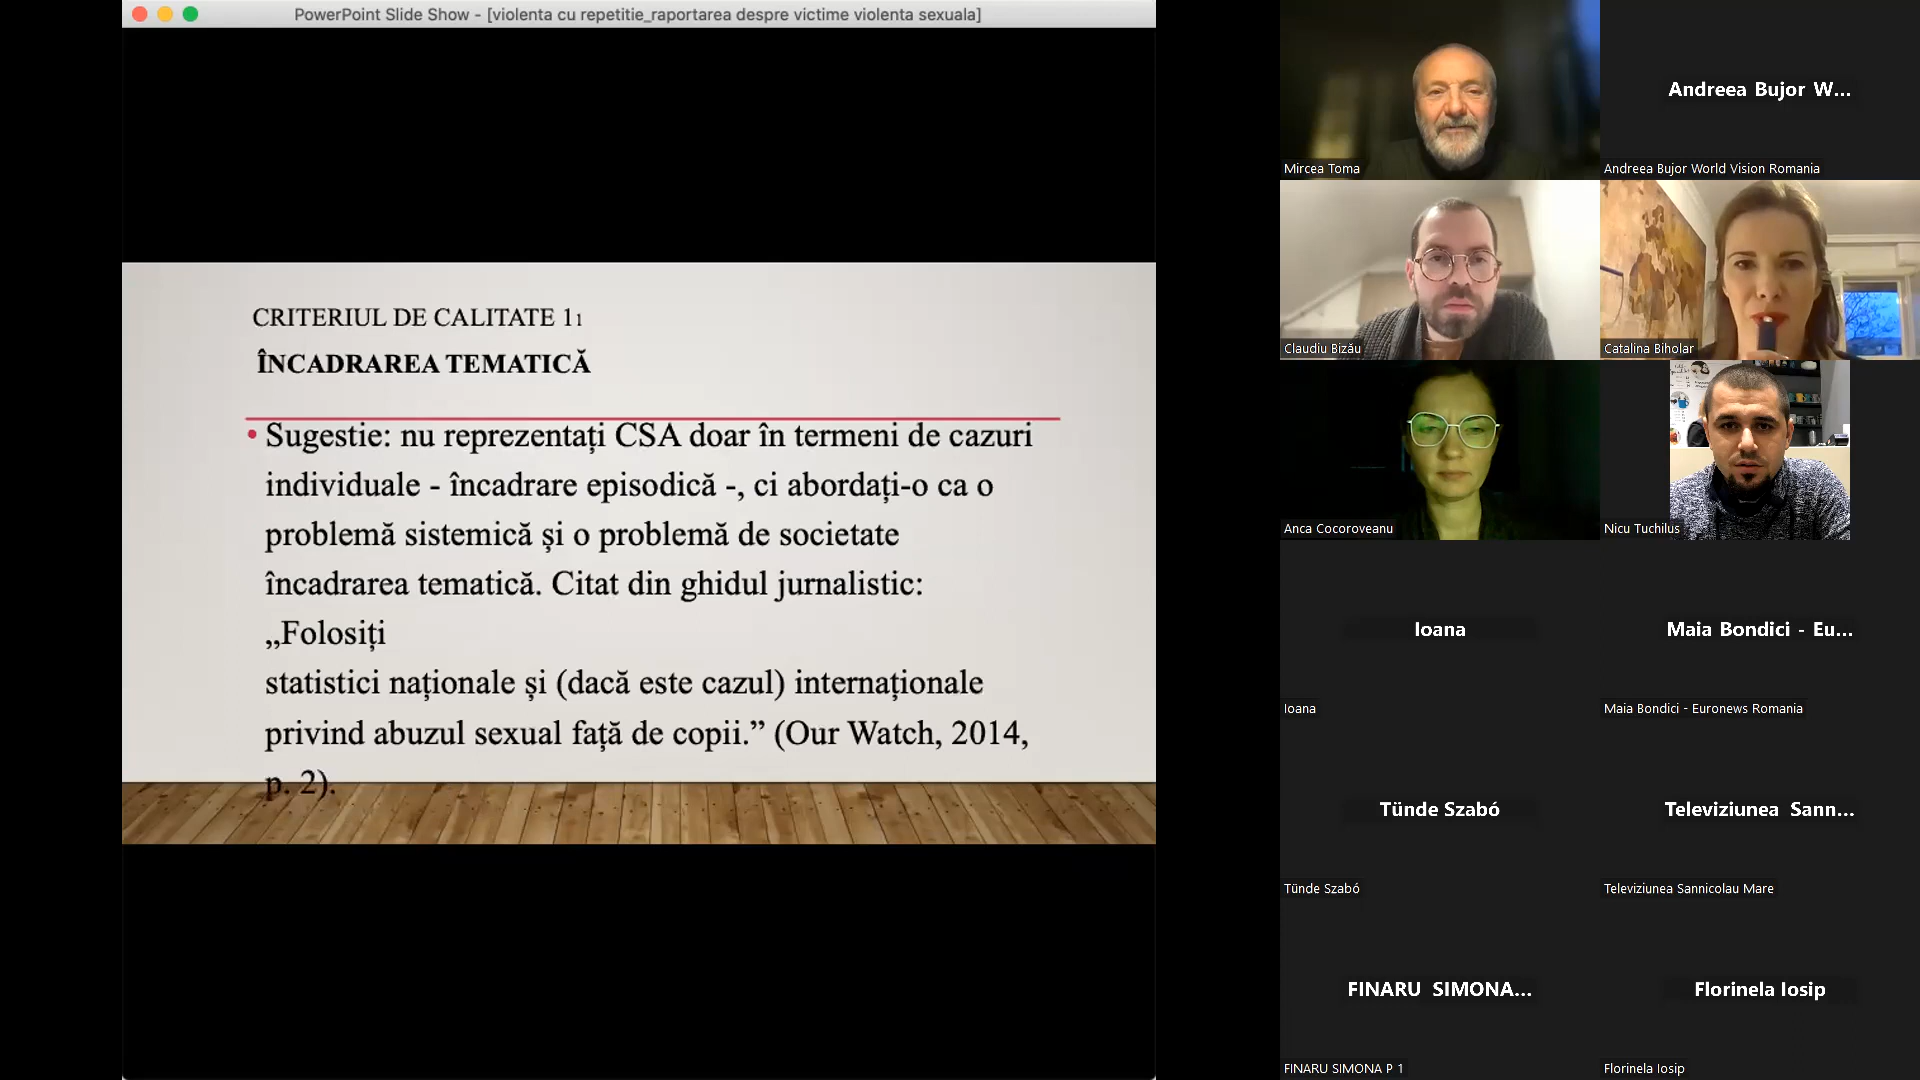 PowerPoint Slide Show - [violenta cu repetitie_raportarea despre victime violenta sexuala]
CRITERIUL DE CALITATE 11
ÎNCADRAREA TEMATICĂ
• Sugestie: nu reprezentați CSA doar în termeni de cazuri
individuale - încadrare episodică -, ci abordați-o ca o
problemă sistemică și o problemă de societate
încadrarea tematică. Citat din ghidul jurnalistic:
„Folosiți
statistici naționale și (dacă este cazul) internaționale
privind abuzul sexual față de copii.” (Our Watch, 2014,
p. 2).
Mircea Toma
Andreea Bujor W...
Andreea Bujor World Vision Romania
Claudiu Bizău
Catalina Biholar
Anca Cocoroveanu
Nicu Tuchilus
Ioana
Ioana
Maia Bondici - Eu...
Maia Bondici - Euronews Romania
Tünde Szabó
Tünde Szabó
Televiziunea Sann...
Televiziunea Sannicolau Mare
FINARU SIMONA...
FINARU SIMONA P 1
Florinela Iosip
Florinela Iosip